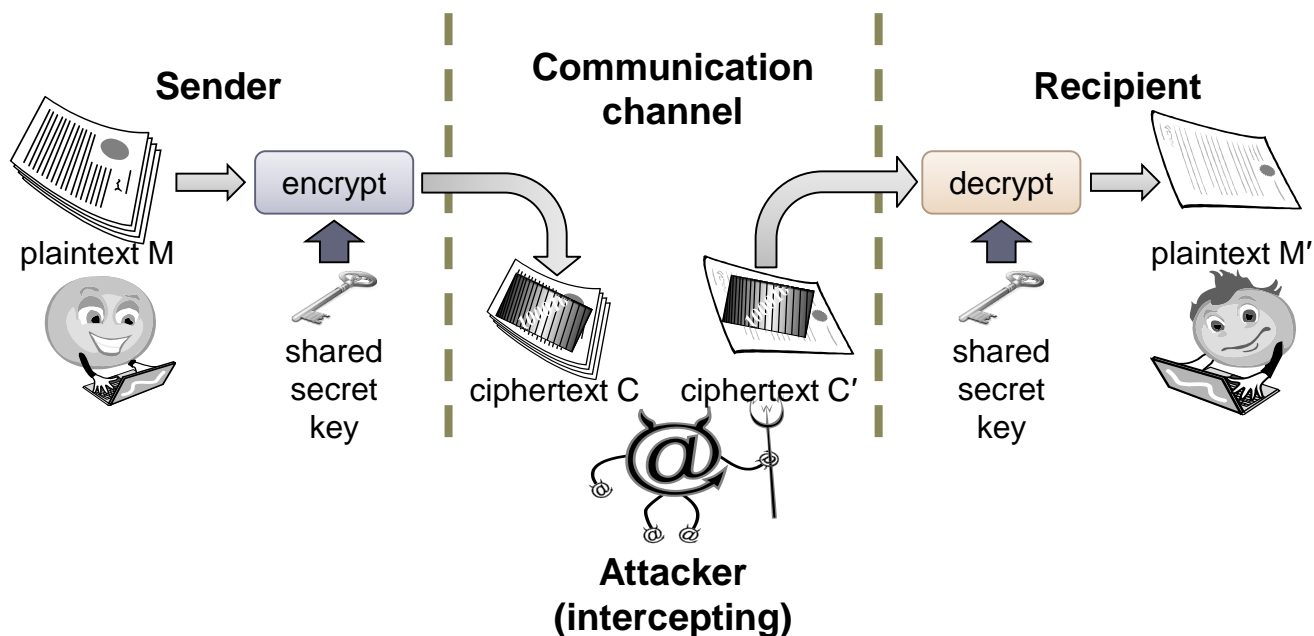 Sender
Communication
channel
Recipient
encrypt
decrypt
plaintext M
plaintext M′
shared
secret
key
ciphertext C
ciphertext C′
shared
secret
key
@
@
@
@
@
Attacker
(intercepting)